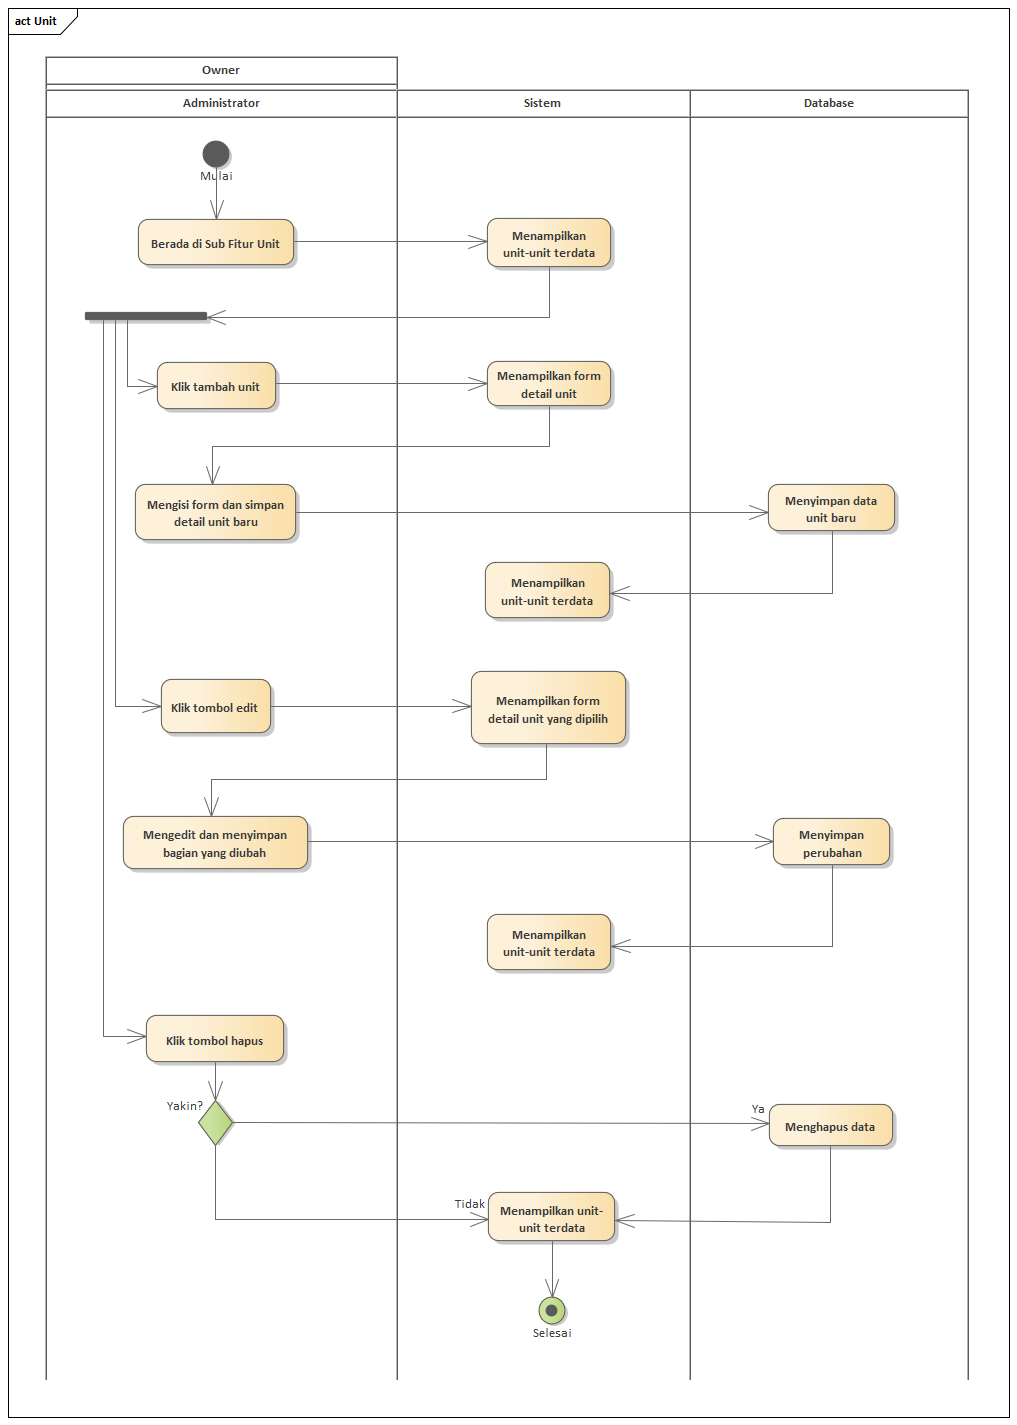 act Unit
Owner
Administrator
Sistem
Database
Mulai
Berada di Sub Fitur Unit
Menampilkan
unit-unit terdata
Klik tambah unit
Menampilkan form
detail unit
Mengisi form dan simpan
detail unit baru
Menyimpan data
unit baru
Menampilkan
unit-unit terdata
Klik tombol edit
Menampilkan form
detail unit yang dipilih
Mengedit dan menyimpan
bagian yang diubah
Menyimpan
perubahan
Menampilkan
unit-unit terdata
Klik tombol hapus
Yakin?
Ya
Menghapus data
Tidak
Menampilkan unit-
unit terdata
Selesai